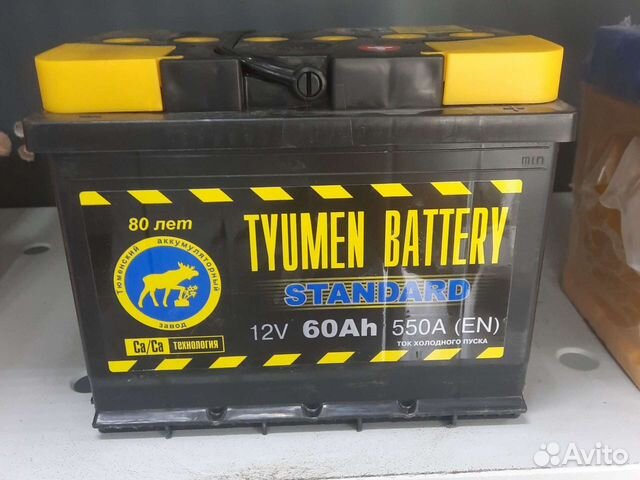 min
80 лет
TYUMEN BATTERY
STANDARD
12V 60Ah 550A (EN)
ТОК ХОЛОДНОГО ПУСКА
Тюменский аккумуляторный
завод
Ca/Ca технология
Avito